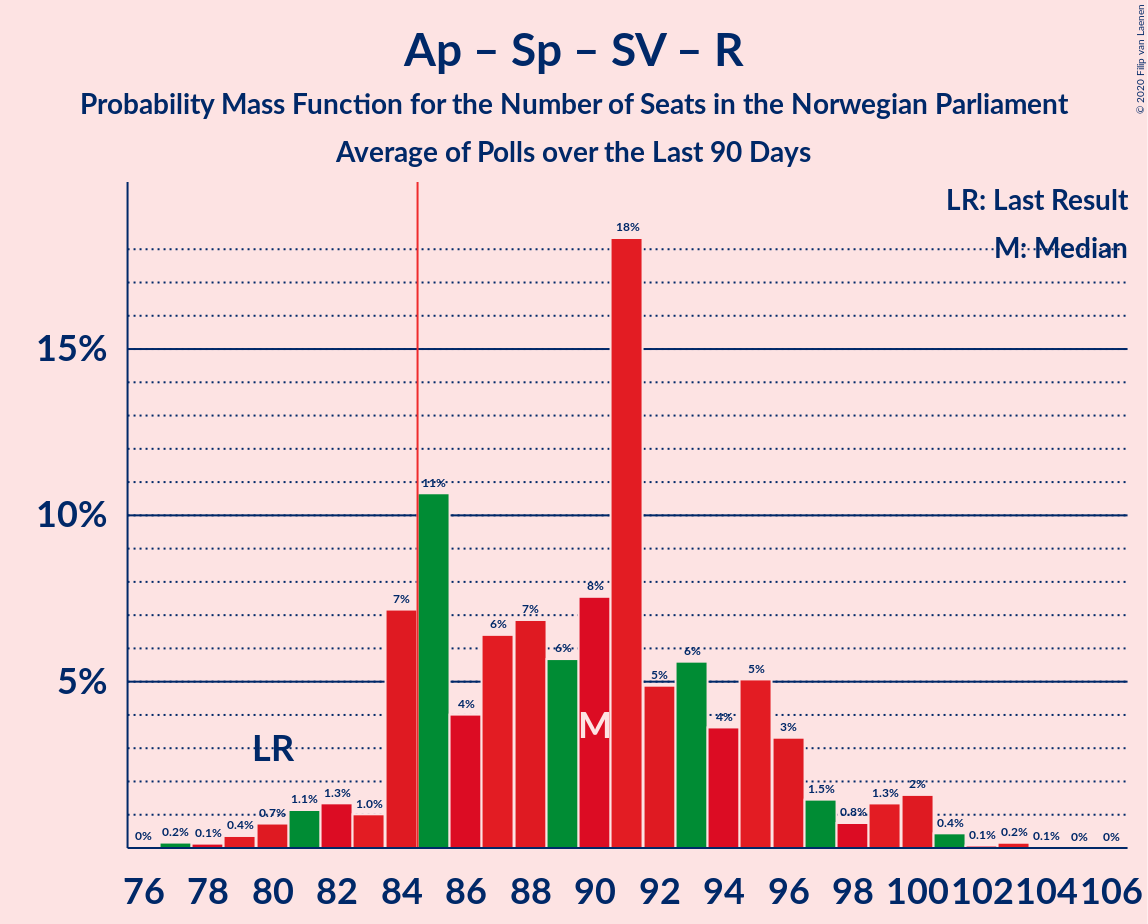 Ap – Sp – SV – R
Probability Mass Function for the Number of Seats in the Norwegian Parliament
Average of Polls over the Last 90 Days
© 2020 Filip van Laenen
LR: Last Result
M: Median
15%
10%
5%
0% 0.2% 0.1% 0.4% 0.7% 1.1% 1.3% 1.0% 7% 11% 4% 6% 7% 6% 8% 18% 5% 6% 4% 5% 3% 1.5% 0.8% 1.3% 2% 0.4% 0.1% 0.2% 0.1% 0% 0%
LR
M
76 78 80 82 84 86 88 90 92 94 96 98 100 102 104 106